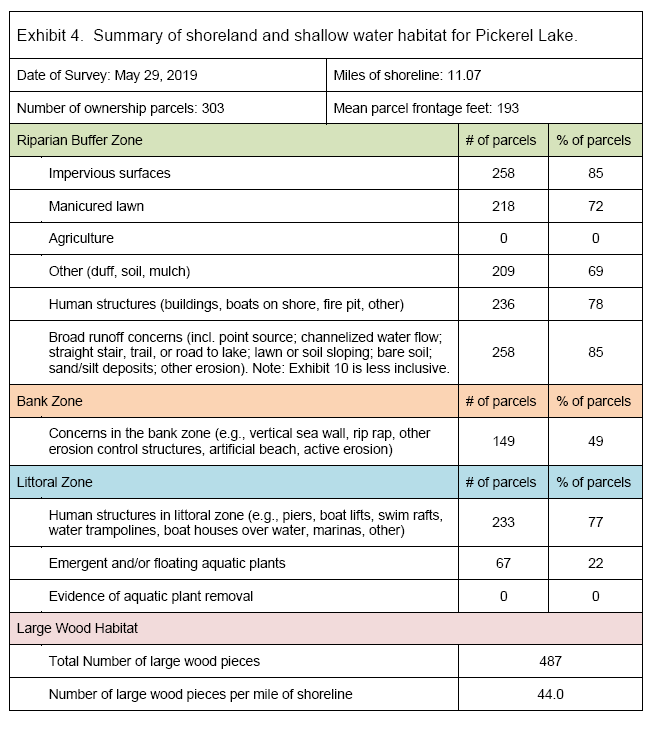 Exhibit 4.  Summary of shoreland and shallow water habitat for Pickerel Lake.
Date of Survey: May 29, 2019
Miles of shoreline: 11.07
Number of ownership parcels: 303
Mean parcel frontage feet: 193
Riparian Buffer Zone # of parcels % of parcels
Impervious surfaces 258 85
Manicured lawn 218 72
Agriculture 0 0
Other (duff, soil, mulch) 209 69
Human structures (buildings, boats on shore, fire pit, other) 236 78
Broad runoff concerns (incl. point source; channelized water flow;
straight stair, trail, or road to lake; lawn or soil sloping; bare soil;
sand/silt deposits; other erosion). Note: Exhibit 10 is less inclusive.
258 85
Bank Zone # of parcels % of parcels
Concerns in the bank zone (e.g., vertical sea wall, rip rap, other
erosion control structures, artificial beach, active erosion)
149 49
Littoral Zone # of parcels % of parcels
Human structures in littoral zone (e.g., piers, boat lifts, swim rafts,
water trampolines, boat houses over water, marinas, other)
233 77
Emergent and/or floating aquatic plants 67 22
Evidence of aquatic plant removal 0 0
Large Wood Habitat
Total Number of large wood pieces 487
Number of large wood pieces per mile of shoreline 44.0